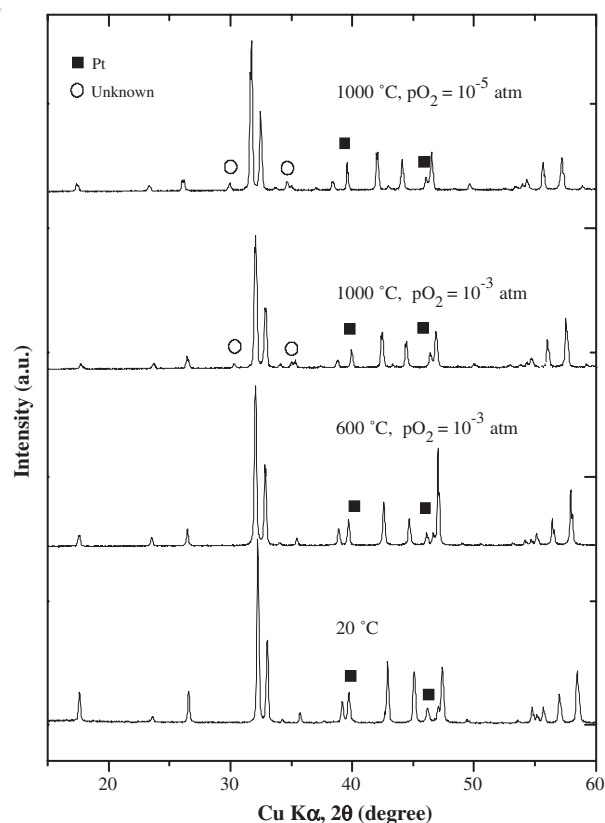 ■ Pt
○ Unknown
1000 °C, pO₂ = 10⁻⁵ atm
1000 °C, pO₂ = 10⁻³ atm
600 °C, pO₂ = 10⁻³ atm
20 °C
Intensity (a.u.)
20 30 40 50 60
Cu Kα, 2θ (degree)